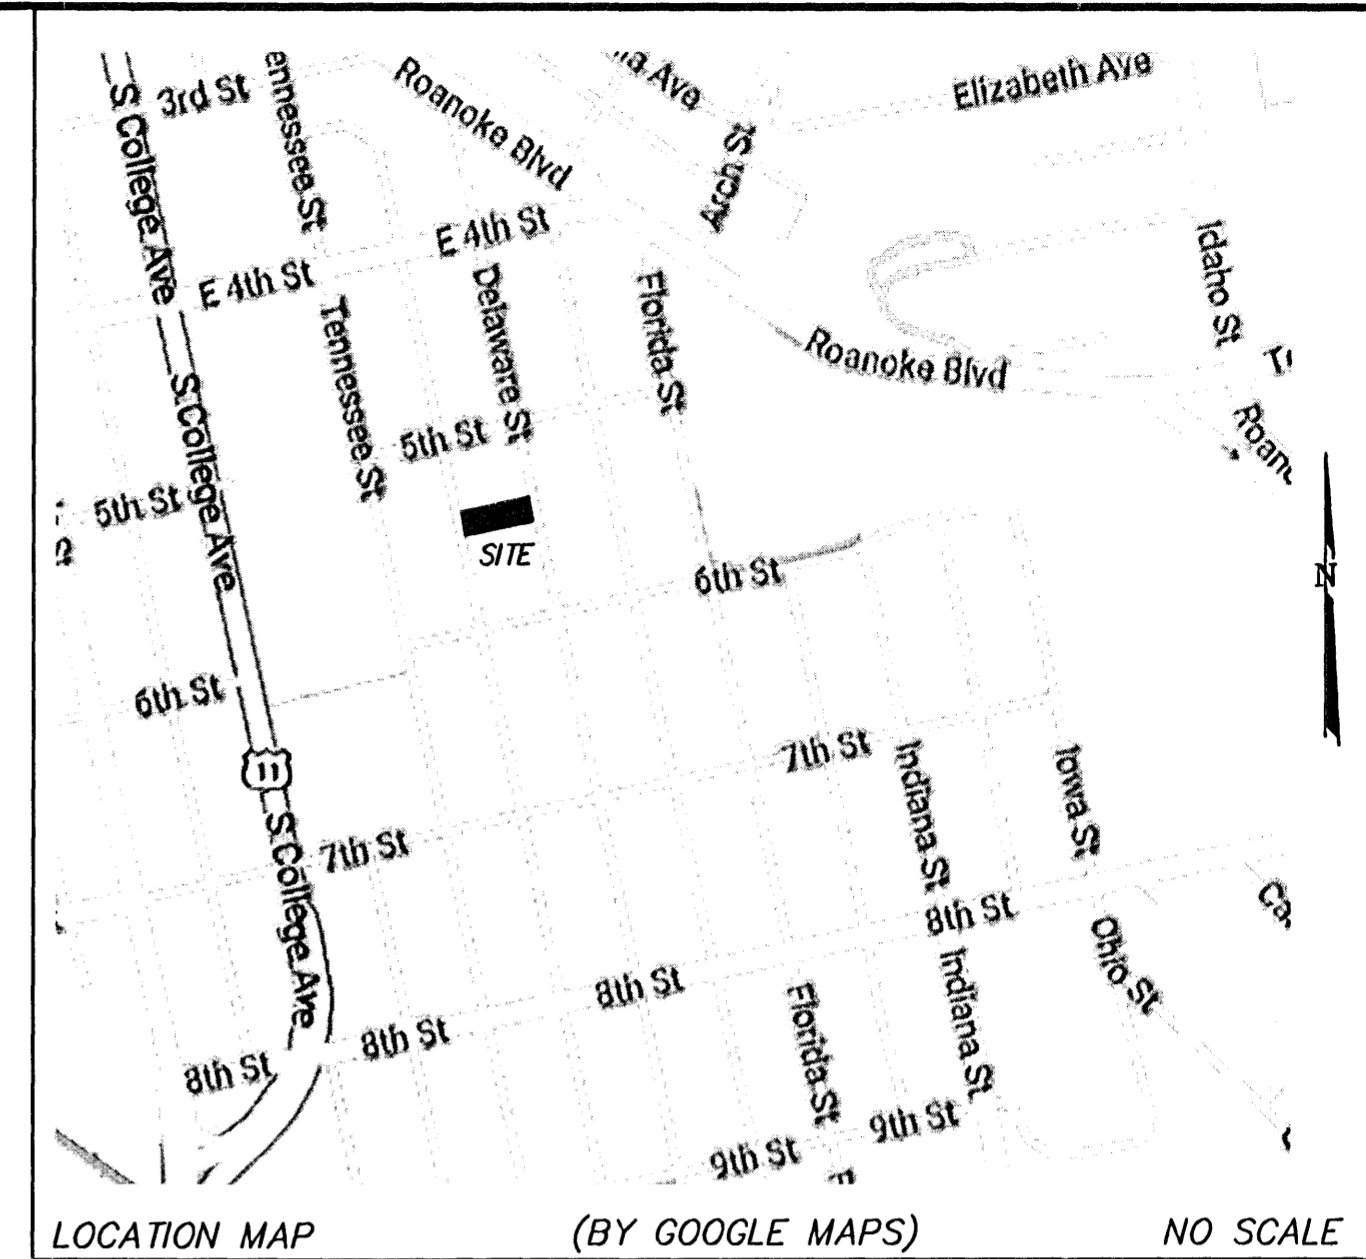 3rd St
ennessee St
Roanoke Blvd
Ave
Arch St
Elizabeth Ave
S College Ave
E 4th St
E 4th St
Tennessee St
Delaware St
Florida St
Roanoke Blvd
Idaho St
Roan
S College Ave
5th St
5th St
SITE
6th St
6th St
N
11
7th St
7th St
Indiana St
Iowa St
S College Ave
8th St
8th St
8th St
8th St
Florida St
Indiana St
Ohio St
Ca
9th St
9th St
LOCATION MAP (BY GOOGLE MAPS) NO SCALE